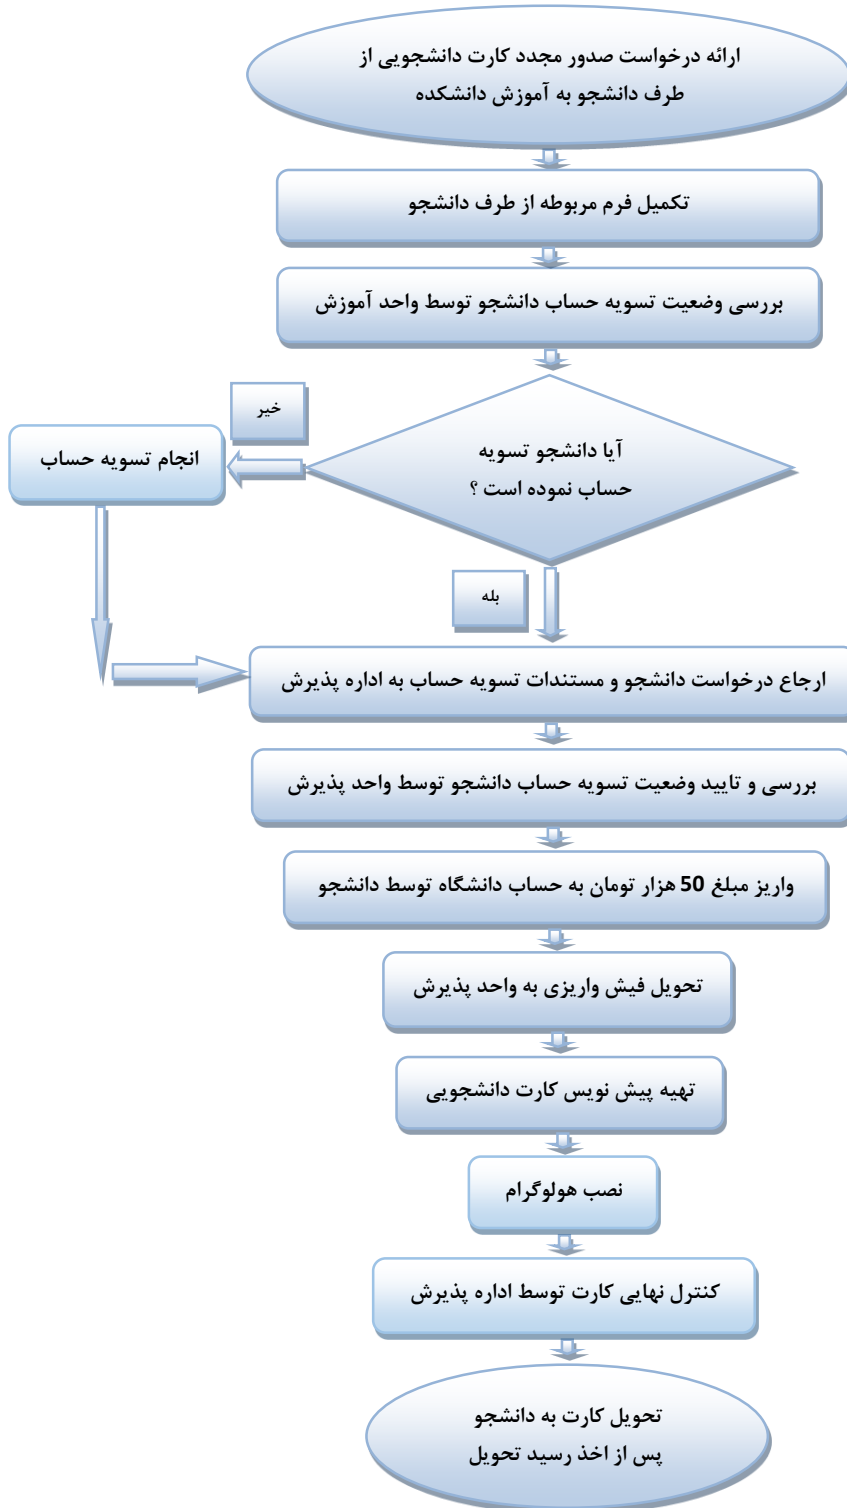 ارائه درخواست صدور مجدد کارت دانشجویی از
طرف دانشجو به آموزش دانشکده
تکمیل فرم مربوطه از طرف دانشجو
بررسی وضعیت تسویه حساب دانشجو توسط واحد آموزش
آیا دانشجو تسویه
حساب نموده است ؟
خیر
انجام تسویه حساب
بله
ارجاع درخواست دانشجو و مستندات تسویه حساب به اداره پذیرش
بررسی و تایید وضعیت تسویه حساب دانشجو توسط واحد پذیرش
واریز مبلغ 50 هزار تومان به حساب دانشگاه توسط دانشجو
تحویل فیش واریزی به واحد پذیرش
تهیه پیش نویس کارت دانشجویی
نصب هولوگرام
کنترل نهایی کارت توسط اداره پذیرش
تحویل کارت به دانشجو
پس از اخذ رسید تحویل